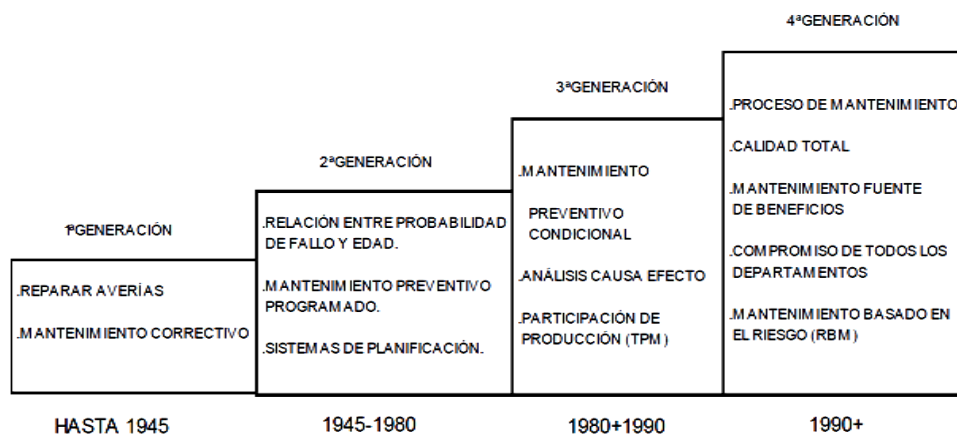 1ªGENERACIÓN
.REPARAR AVERÍAS
.MANTENIMIENTO CORRECTIVO
HASTA 1945
2ªGENERACIÓN
.RELACIÓN ENTRE PROBABILIDAD
DE FALLO Y EDAD.
.MANTENIMIENTO PREVENTIVO
PROGRAMADO.
.SISTEMAS DE PLANIFICACIÓN.
1945-1980
3ªGENERACIÓN
.MANTENIMIENTO
PREVENTIVO
CONDICIONAL
.ANÁLISIS CAUSA EFECTO
.PARTICIPACIÓN DE
PRODUCCIÓN (TPM)
1980+1990
4ªGENERACIÓN
.PROCESO DE MANTENIMIENTO
.CALIDAD TOTAL
.MANTENIMIENTO FUENTE
DE BENEFICIOS
.COMPROMISO DE TODOS LOS
DEPARTAMENTOS
.MANTENIMIENTO BASADO EN
EL RIESGO (RBM)
1990+